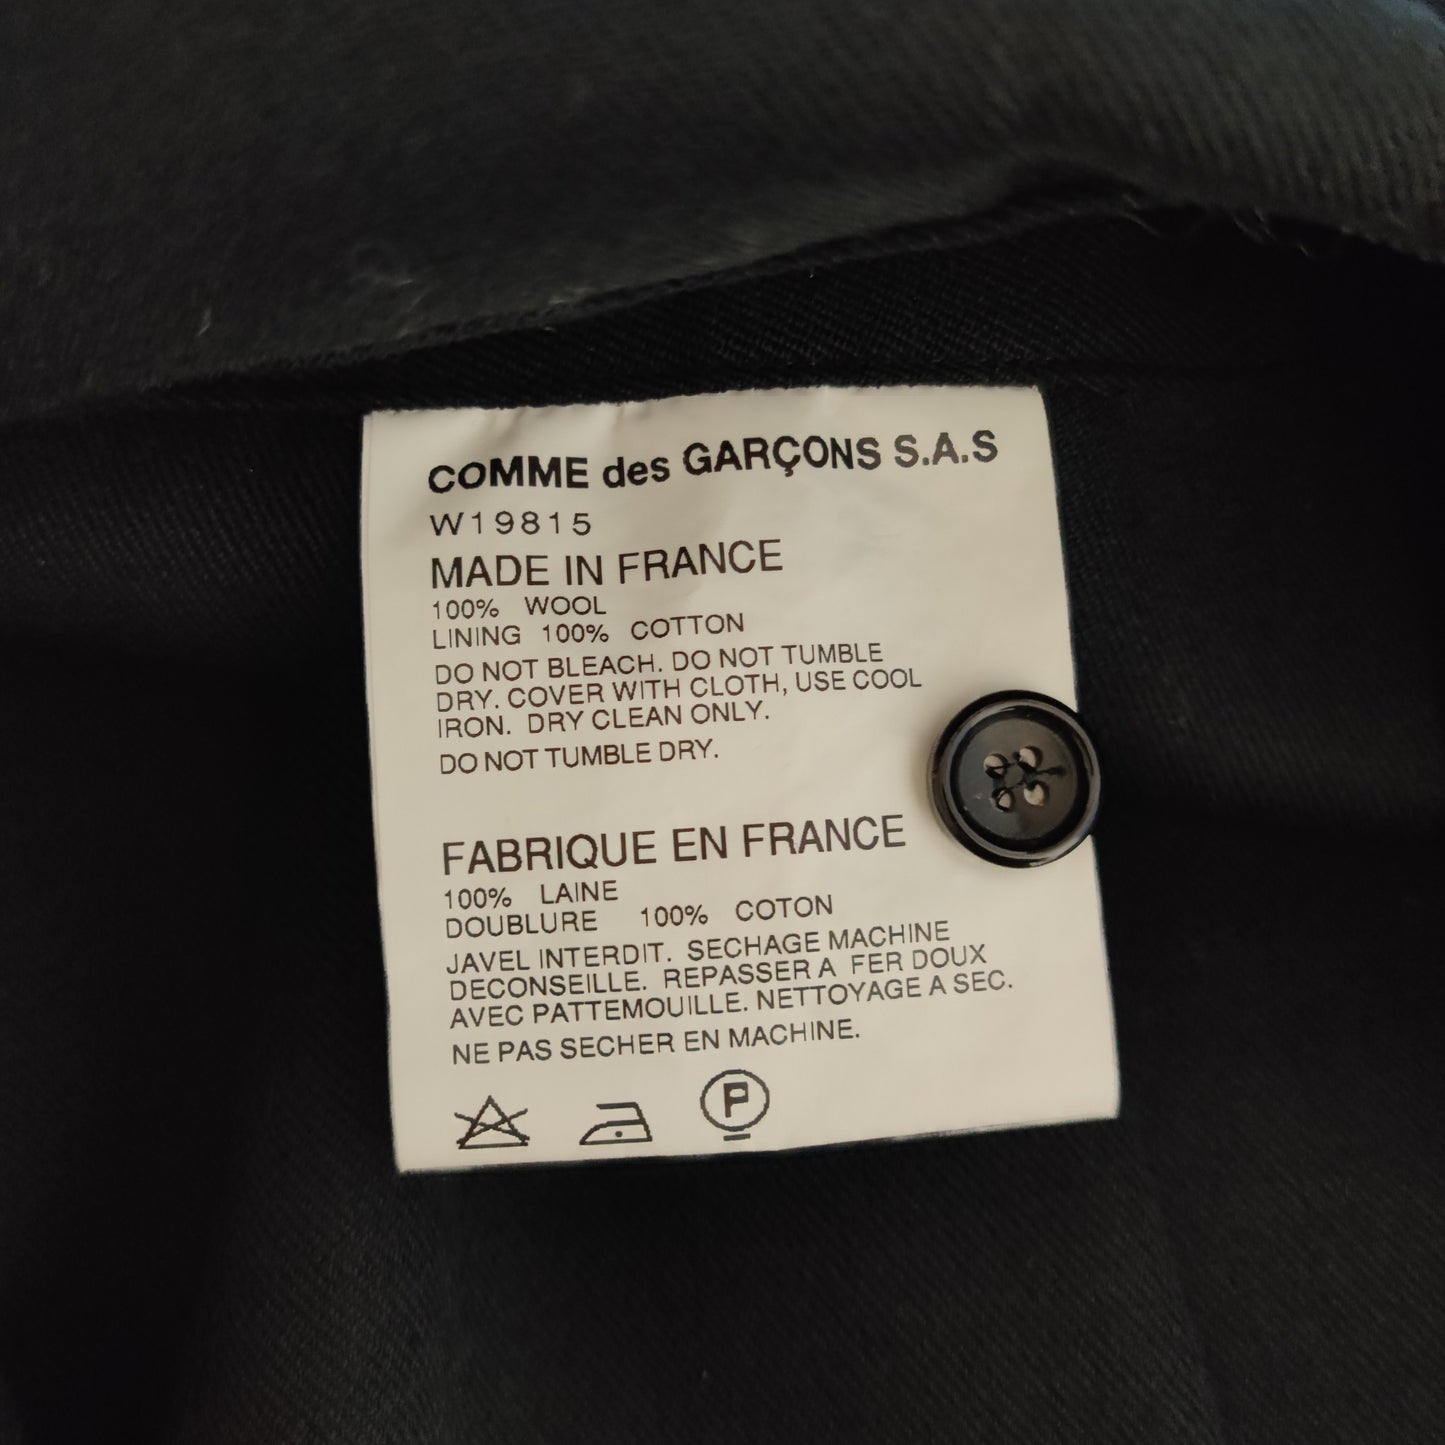 COMME des GARÇONS S.A.S
W19815
MADE IN FRANCE
100% WOOL
LINING 100% COTTON
DO NOT BLEACH. DO NOT TUMBLE
DRY. COVER WITH CLOTH, USE COOL
IRON. DRY CLEAN ONLY.
DO NOT TUMBLE DRY.
FABRIQUE EN FRANCE
100% LAINE
DOUBLURE 100% COTON
JAVEL INTERDIT. SECHAGE MACHINE
DECONSEILLE. REPASSER A FER DOUX
AVEC PATTEMOUILLE. NETTOYAGE A SEC.
NE PAS SECHER EN MACHINE.
P